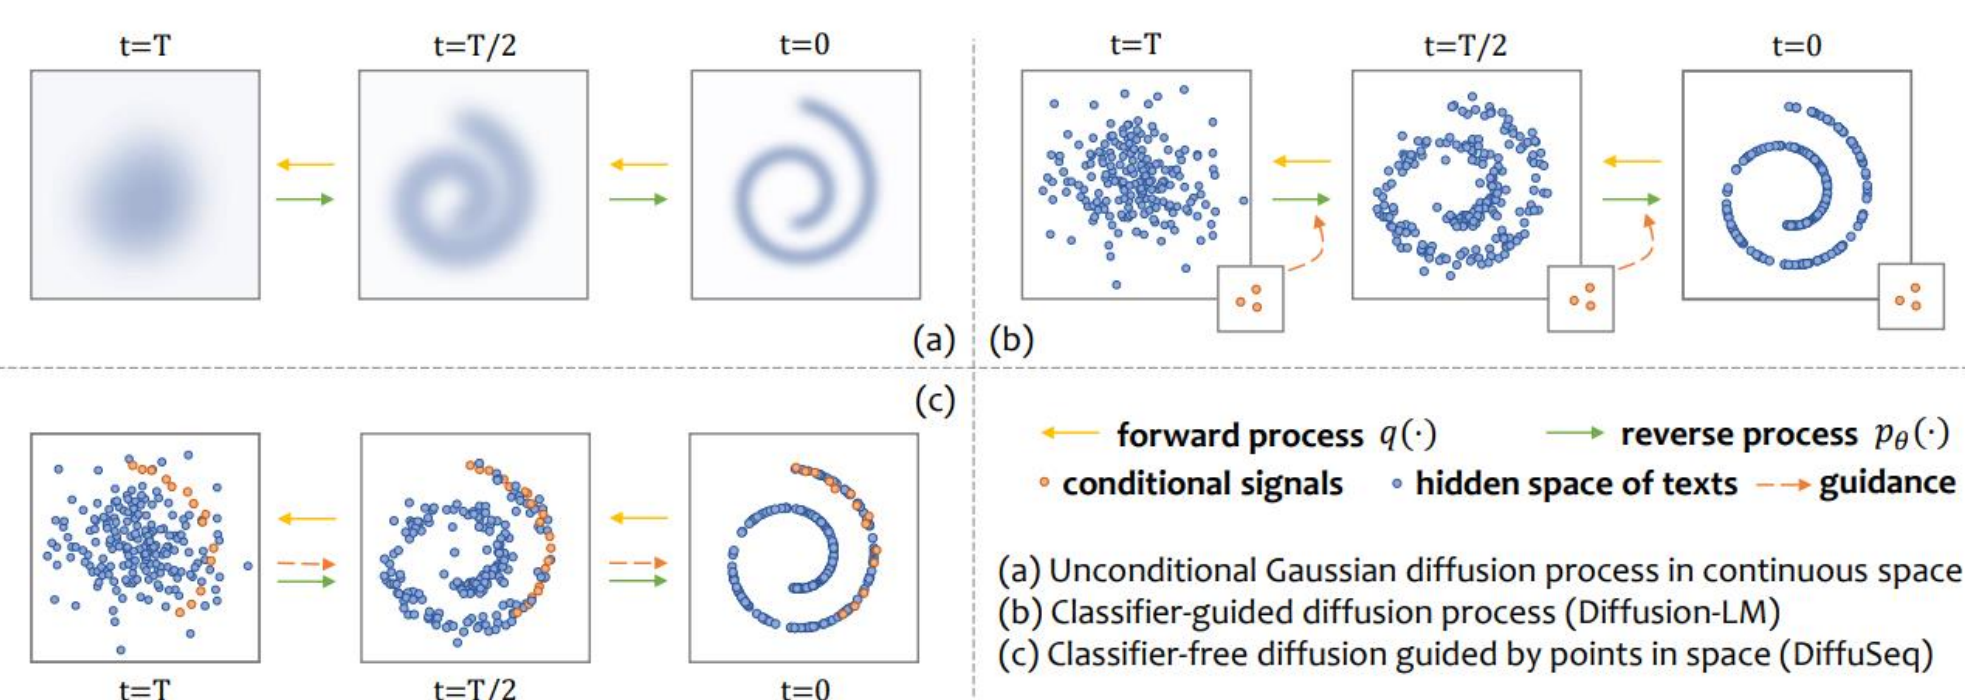 t=T t=T/2 t=0
t=T t=T/2 t=0
(a) (b)
(c)
forward process q(·) reverse process pθ(·)
conditional signals hidden space of texts guidance
(a) Unconditional Gaussian diffusion process in continuous space
(b) Classifier-guided diffusion process (Diffusion-LM)
(c) Classifier-free diffusion guided by points in space (DiffuSeq)
t=T t=T/2 t=0